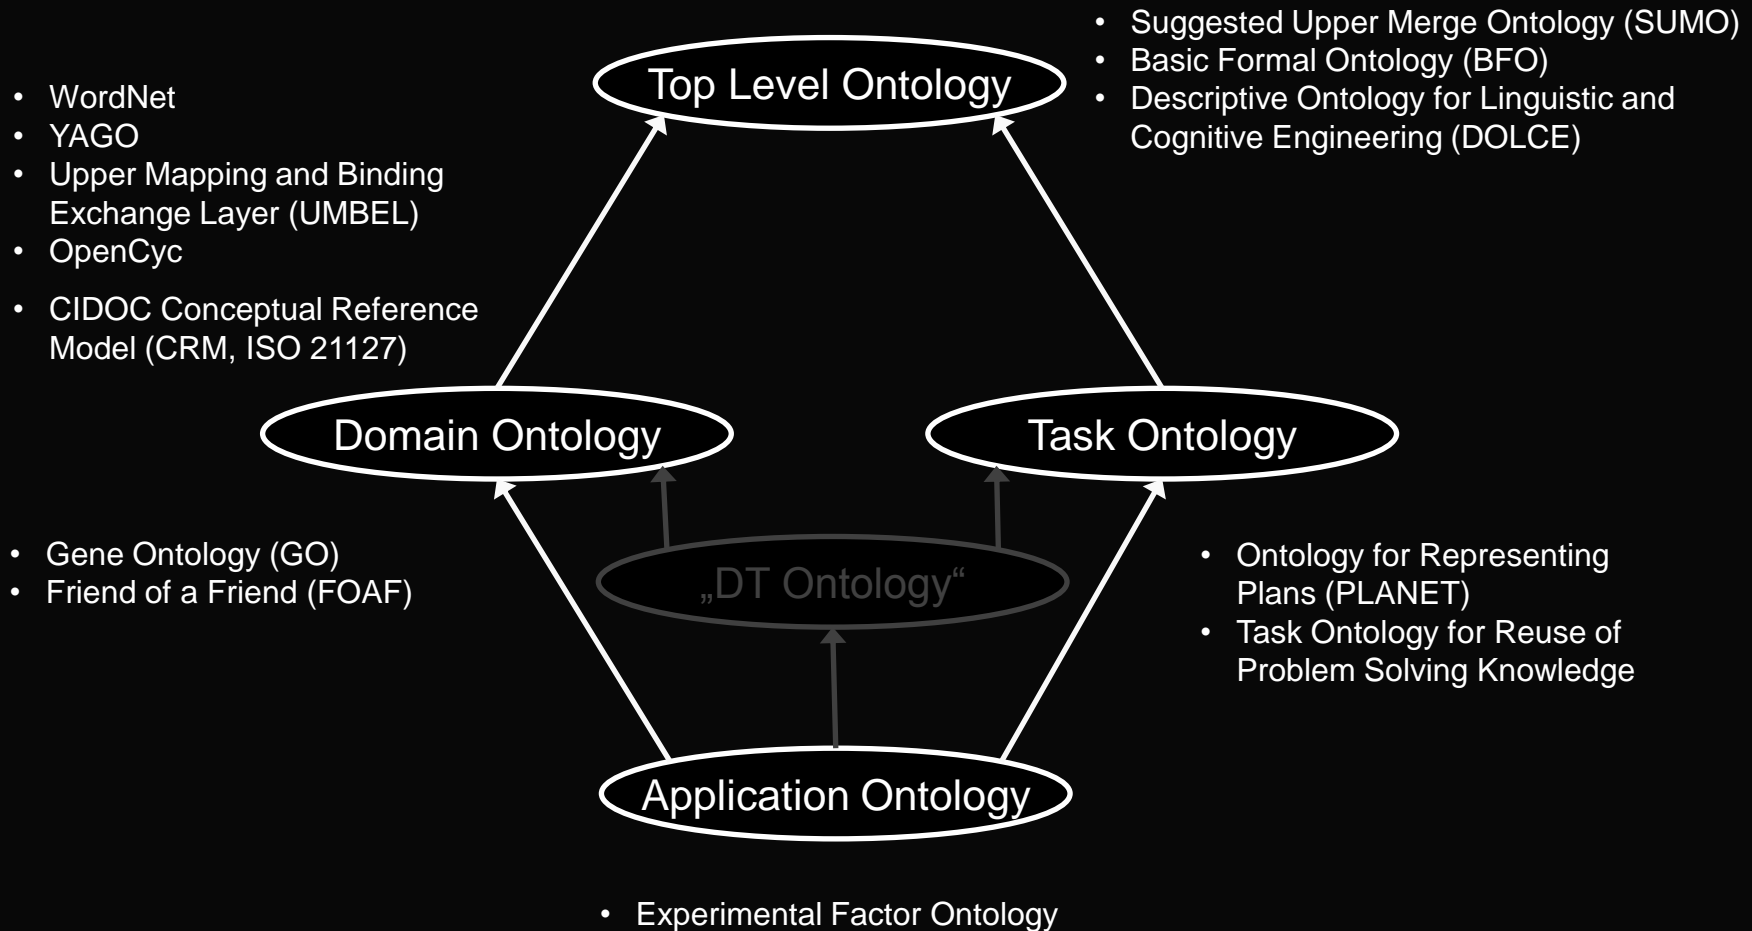 • Suggested Upper Merge Ontology (SUMO)
• Basic Formal Ontology (BFO)
• Descriptive Ontology for Linguistic and
Cognitive Engineering (DOLCE)
Top Level Ontology
• WordNet
• YAGO
• Upper Mapping and Binding
Exchange Layer (UMBEL)
• OpenCyc
• CIDOC Conceptual Reference
Model (CRM, ISO 21127)
Domain Ontology
Task Ontology
• Gene Ontology (GO)
• Friend of a Friend (FOAF)
„DT Ontology“
• Ontology for Representing
Plans (PLANET)
• Task Ontology for Reuse of
Problem Solving Knowledge
Application Ontology
• Experimental Factor Ontology